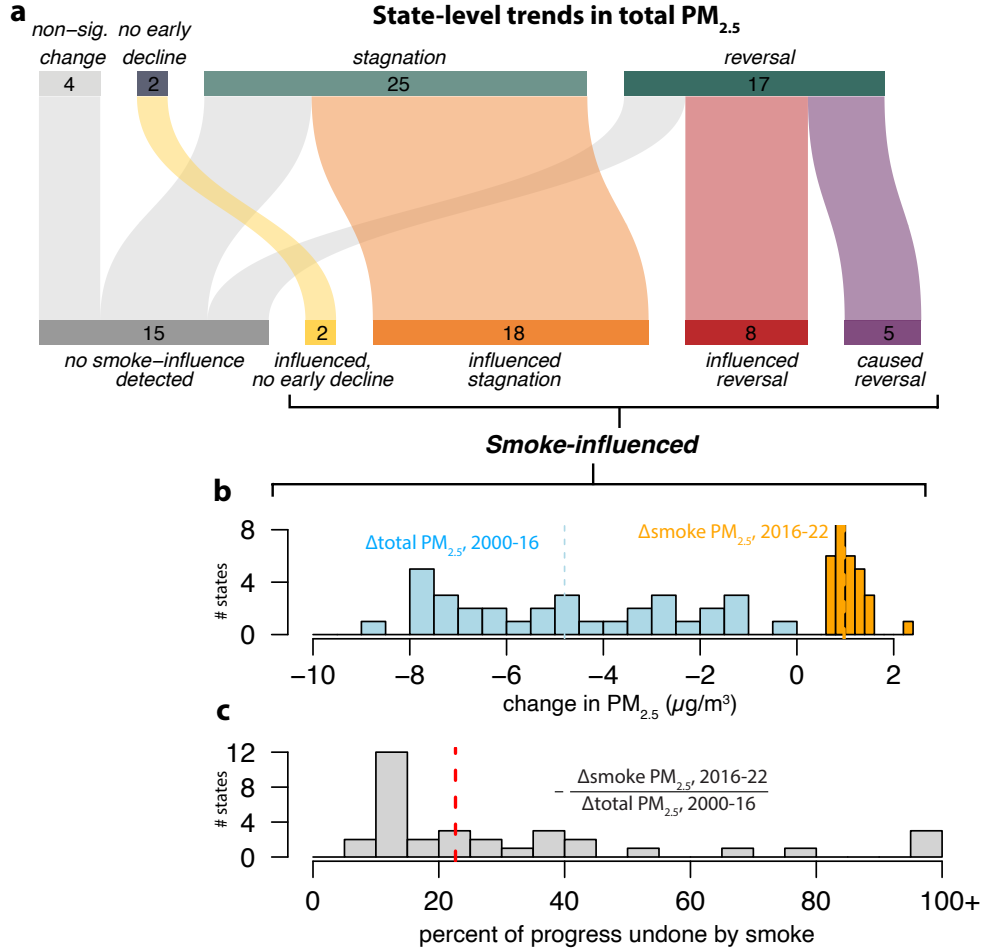 a
State-level trends in total PM2.5
non−sig. change
no early decline
stagnation
reversal
4
2
25
17
15
2
18
8
5
no smoke−influence detected
influenced, no early decline
influenced stagnation
influenced reversal
caused reversal
Smoke-influenced
b
Δtotal PM2.5, 2000-16
Δsmoke PM2.5, 2016-22
# states
8
4
0
−10
−8
−6
−4
−2
0
2
change in PM2.5 (µg/m³)
c
# states
12
8
4
0
− Δsmoke PM2.5, 2016-22
Δtotal PM2.5, 2000-16
0
20
40
60
80
100+
percent of progress undone by smoke